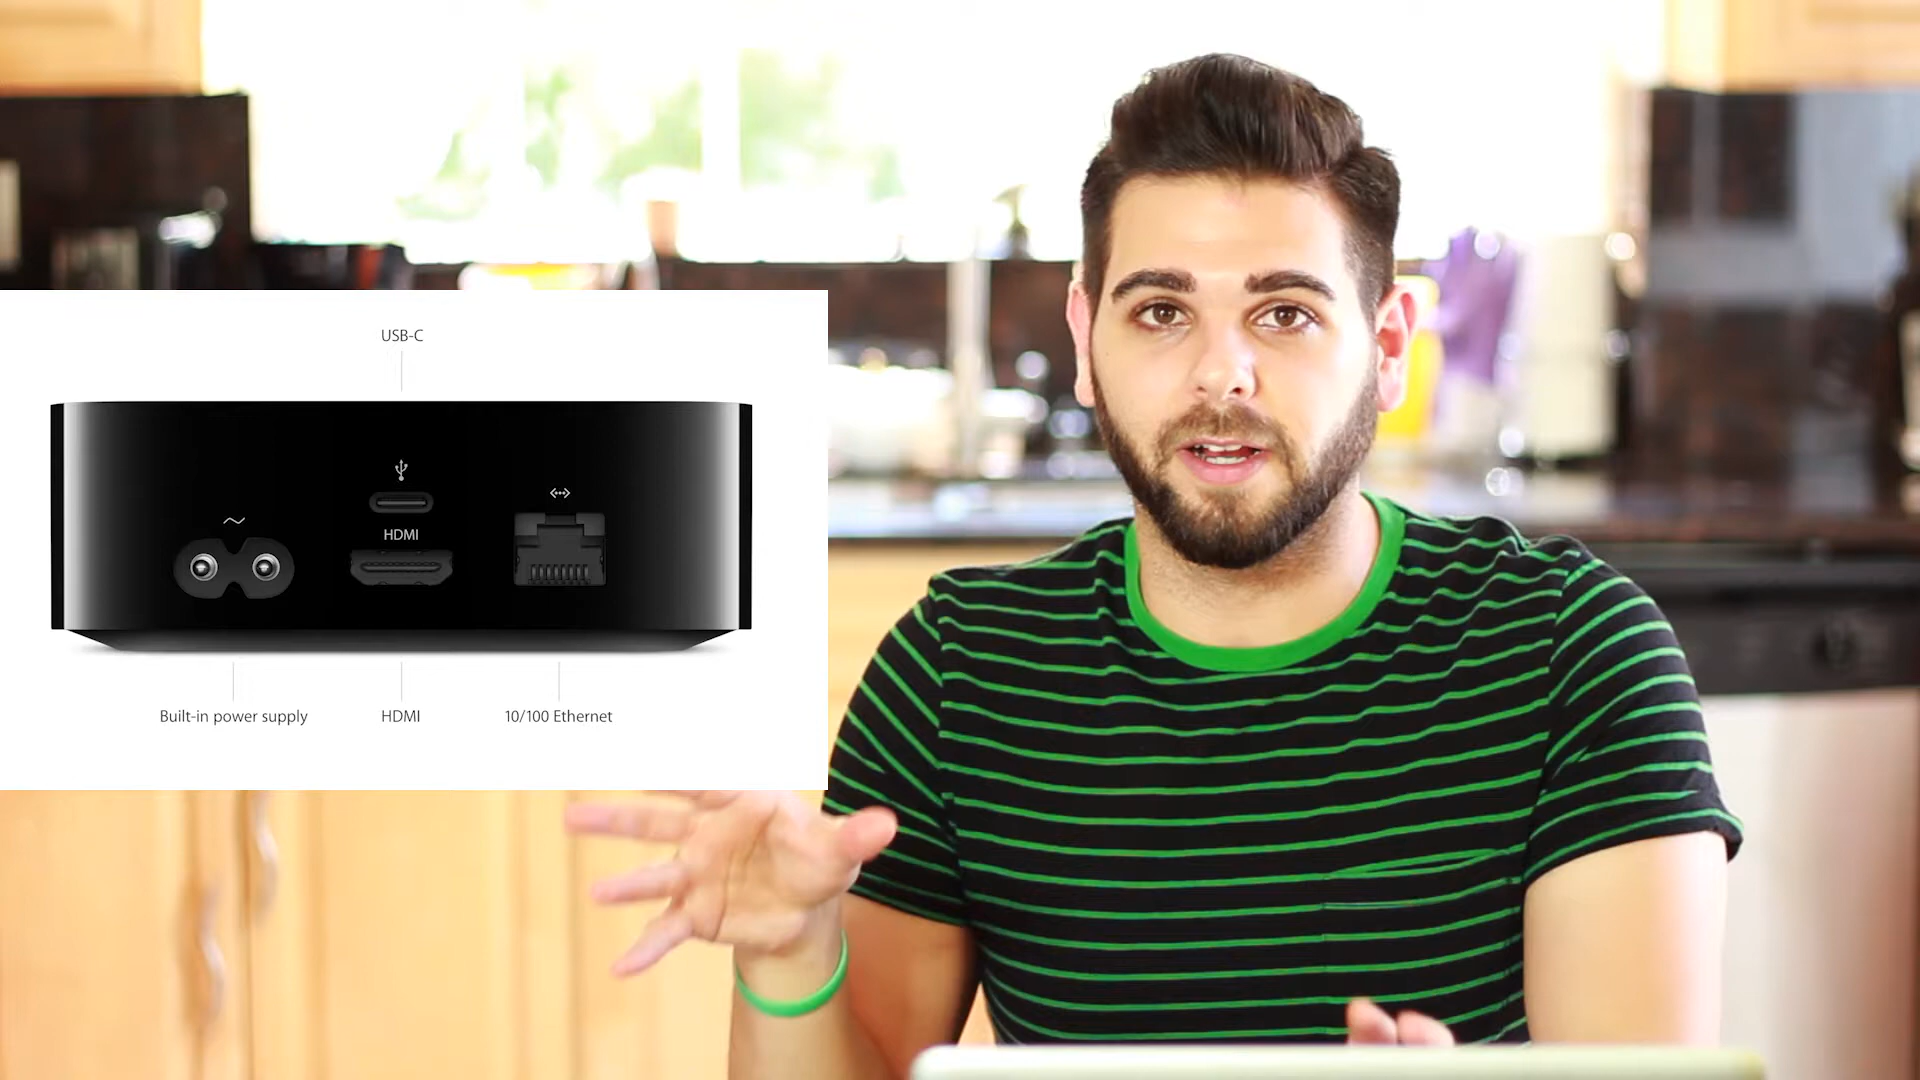 USB-C
HDMI
Built-in power supply
HDMI
10/100 Ethernet